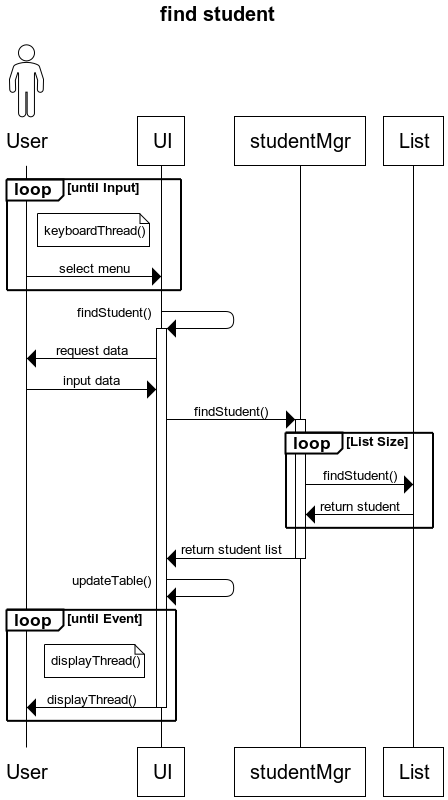 find student
User
UI
studentMgr
List
loop [until Input]
keyboardThread()
select menu
findStudent()
request data
input data
findStudent()
loop [List Size]
findStudent()
return student
return student list
updateTable()
loop [until Event]
displayThread()
displayThread()
User
UI
studentMgr
List